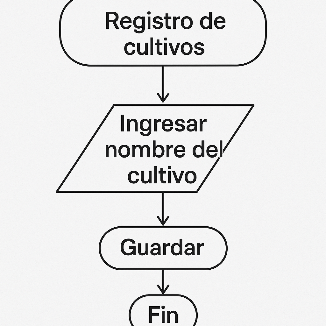 Registro de
cultivos
Ingresar
nombre del
cultivo
Guardar
Fin